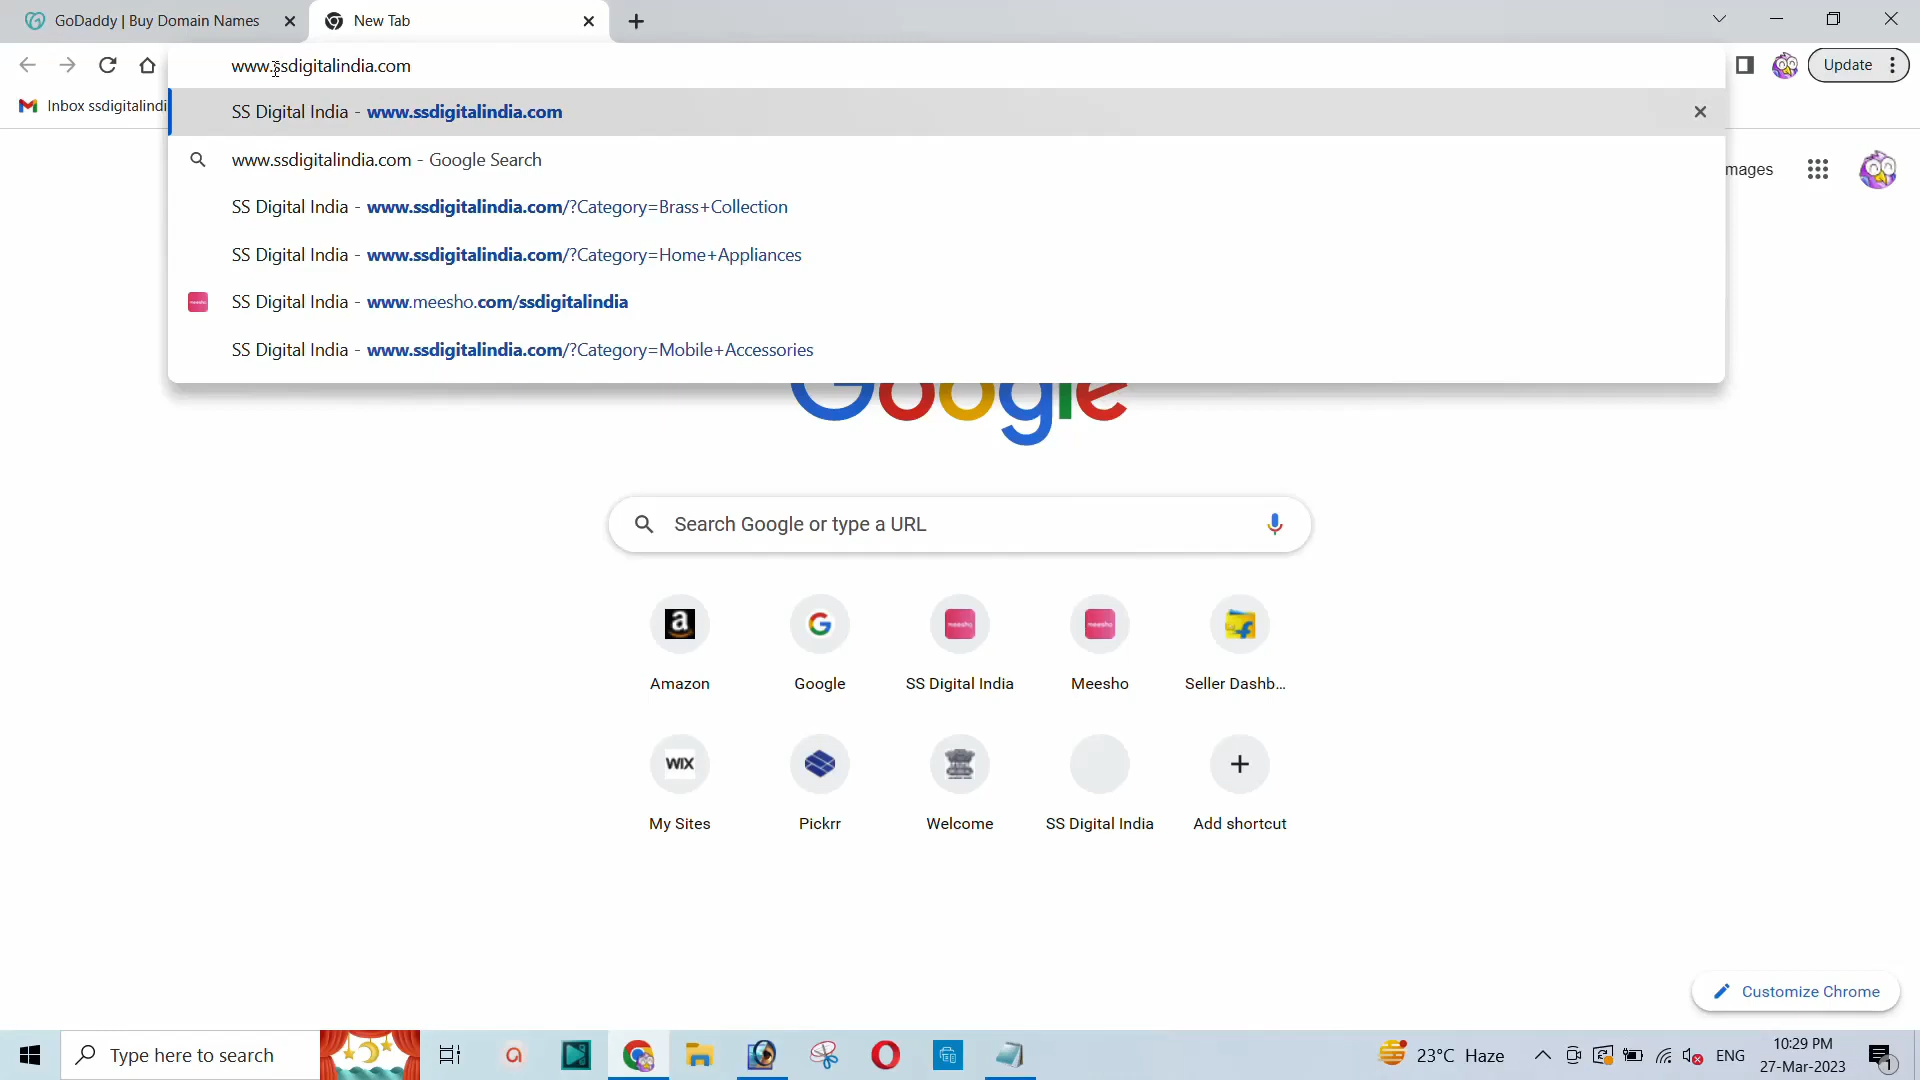 GoDaddy | Buy Domain Names
New Tab
www.ssdigitalindia.com
Update
Inbox ssdigitalindi
SS Digital India - www.ssdigitalindia.com
www.ssdigitalindia.com - Google Search
mages
SS Digital India - www.ssdigitalindia.com/?Category=Brass+Collection
SS Digital India - www.ssdigitalindia.com/?Category=Home+Appliances
meesho
SS Digital India - www.meesho.com/ssdigitalindia
SS Digital India - www.ssdigitalindia.com/?Category=Mobile+Accessories
Google
Search Google or type a URL
a
G
meesho
meesho
f
Amazon
Google
SS Digital India
Meesho
Seller Dashb...
WIX
My Sites
Pickrr
Welcome
SS Digital India
Add shortcut
Customize Chrome
Type here to search
23°C Haze
ENG
10:29 PM
27-Mar-2023
1